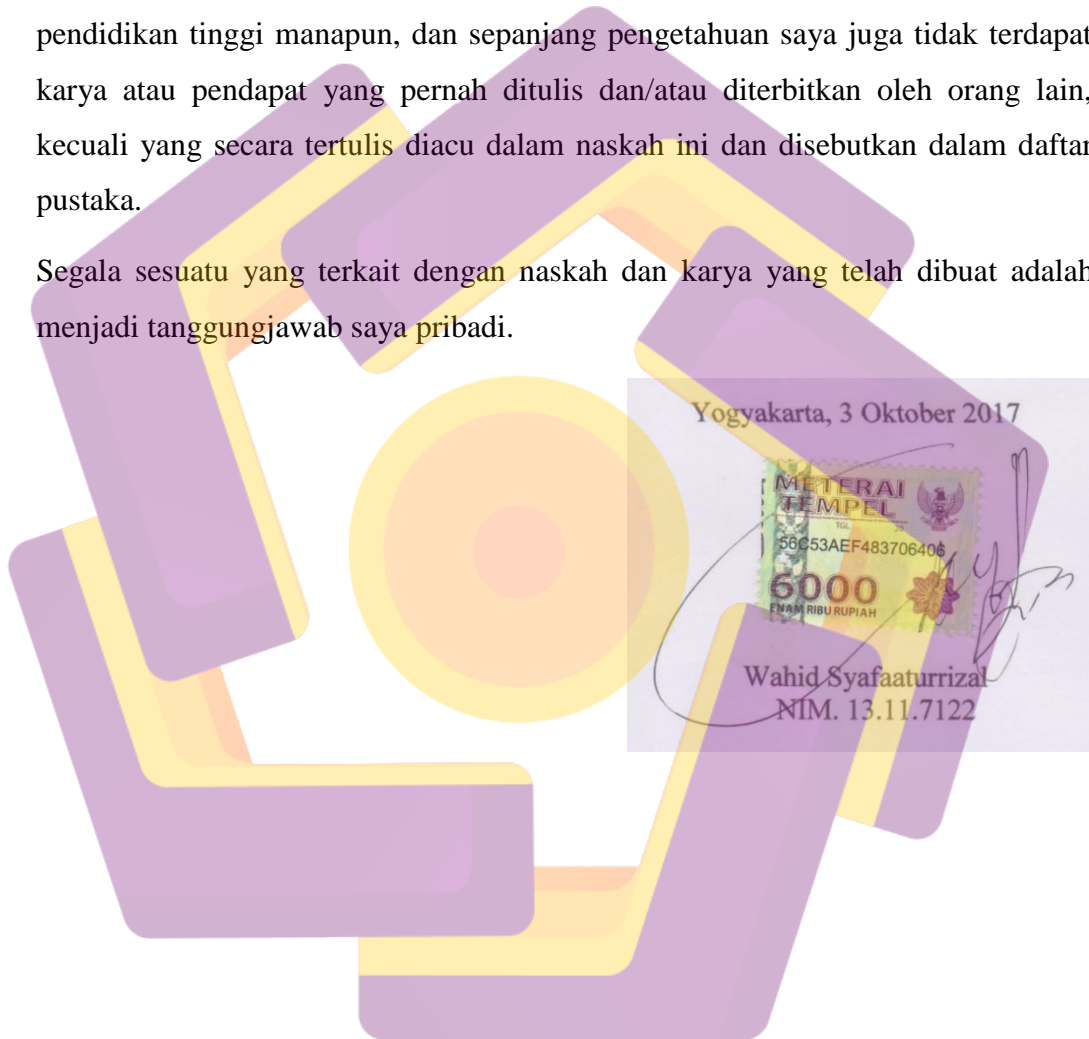 pendidikan tinggi manapun, dan sepanjang pengetahuan saya juga tidak terdapat
karya atau pendapat yang pernah ditulis dan/atau diterbitkan oleh orang lain,
kecuali yang secara tertulis diacu dalam naskah ini dan disebutkan dalam daftar
pustaka.
Segala sesuatu yang terkait dengan naskah dan karya yang telah dibuat adalah
menjadi tanggungjawab saya pribadi.
Yogyakarta, 3 Oktober 2017
METERAI
TEMPEL
TGL. 20
56C53AEF483706406
6000
ENAM RIBU RUPIAH
Wahid Syafaaturrizal
NIM. 13.11.7122